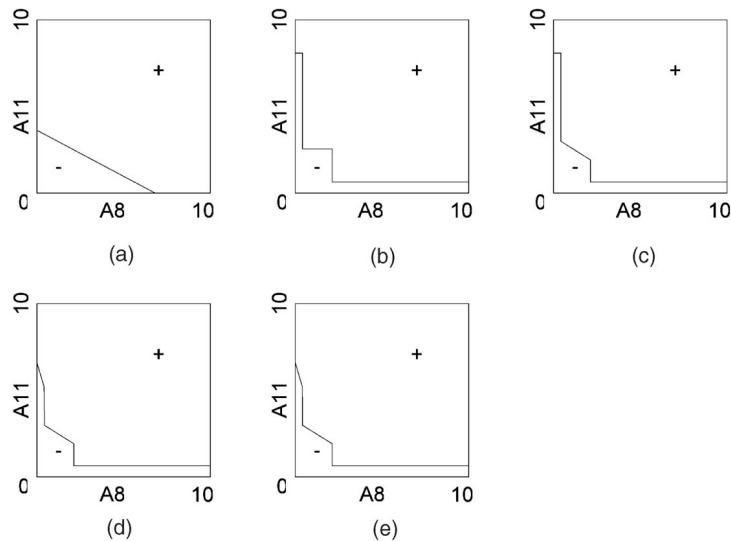 10 10 10
+ + +
A11 A11 A11
- - -
0 A8 10 0 A8 10 0 A8 10
(a) (b) (c)
10 10
+ +
A11 A11
- -
0 A8 10 0 A8 10
(d) (e)